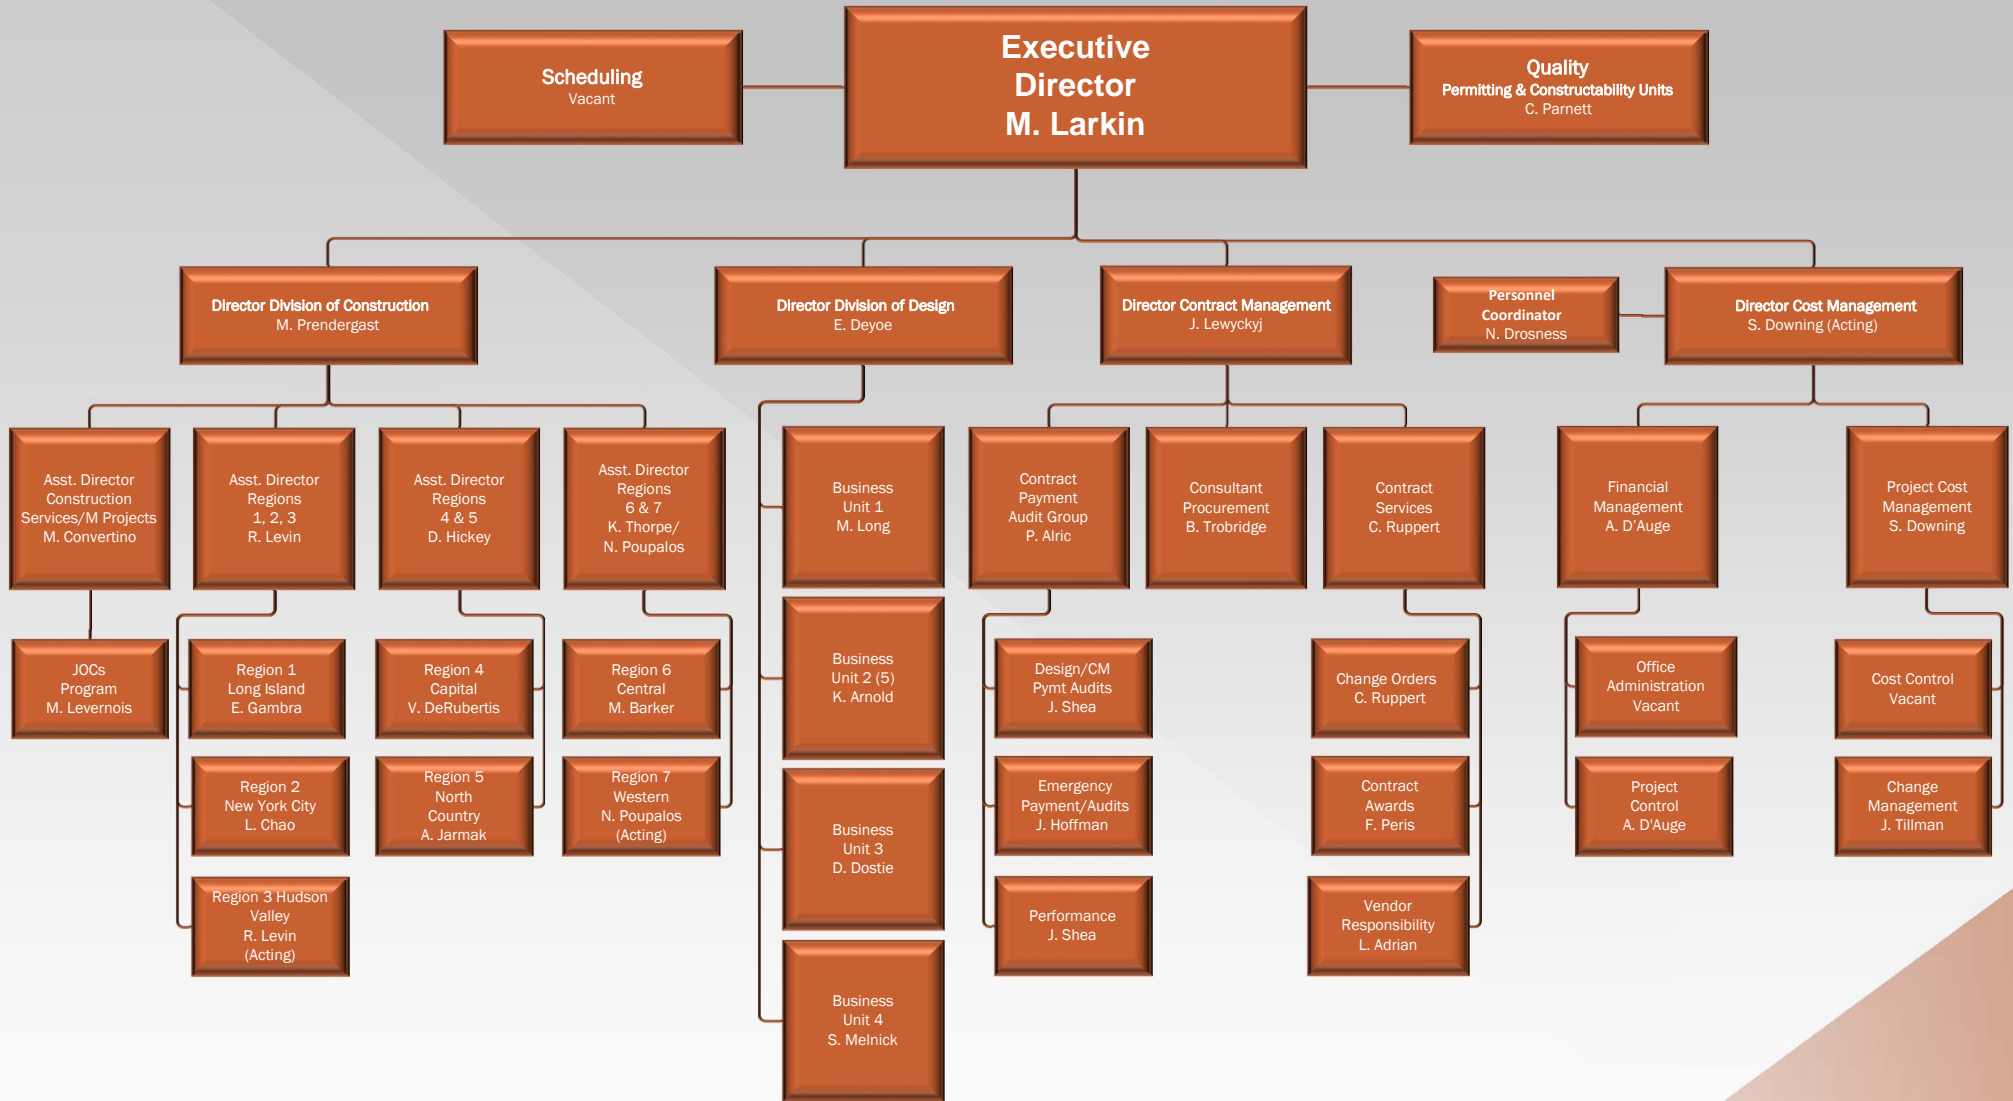 Executive
Director
M. Larkin
Scheduling
Vacant
Quality
Permitting & Constructability Units
C. Parnett
Director Division of Construction
M. Prendergast
Director Division of Design
E. Deyoe
Director Contract Management
J. Lewyckyj
Personnel
Coordinator
N. Drosness
Director Cost Management
S. Downing (Acting)
Asst. Director
Construction
Services/M Projects
M. Convertino
Asst. Director
Regions
1, 2, 3
R. Levin
Asst. Director
Regions
4 & 5
D. Hickey
Asst. Director
Regions
6 & 7
K. Thorpe/
N. Poupalos
Business
Unit 1
M. Long
Contract
Payment
Audit Group
P. Alric
Consultant
Procurement
B. Trobridge
Contract
Services
C. Ruppert
Financial
Management
A. D’Auge
Project Cost
Management
S. Downing
JOCs
Program
M. Levernois
Region 1
Long Island
E. Gambra
Region 4
Capital
V. DeRubertis
Region 6
Central
M. Barker
Business
Unit 2 (5)
K. Arnold
Design/CM
Pymt Audits
J. Shea
Change Orders
C. Ruppert
Office
Administration
Vacant
Cost Control
Vacant
Region 2
New York City
L. Chao
Region 5
North
Country
A. Jarmak
Region 7
Western
N. Poupalos
(Acting)
Business
Unit 3
D. Dostie
Emergency
Payment/Audits
J. Hoffman
Contract
Awards
F. Peris
Project
Control
A. D'Auge
Change
Management
J. Tillman
Region 3 Hudson
Valley
R. Levin
(Acting)
Performance
J. Shea
Vendor
Responsibility
L. Adrian
Business
Unit 4
S. Melnick